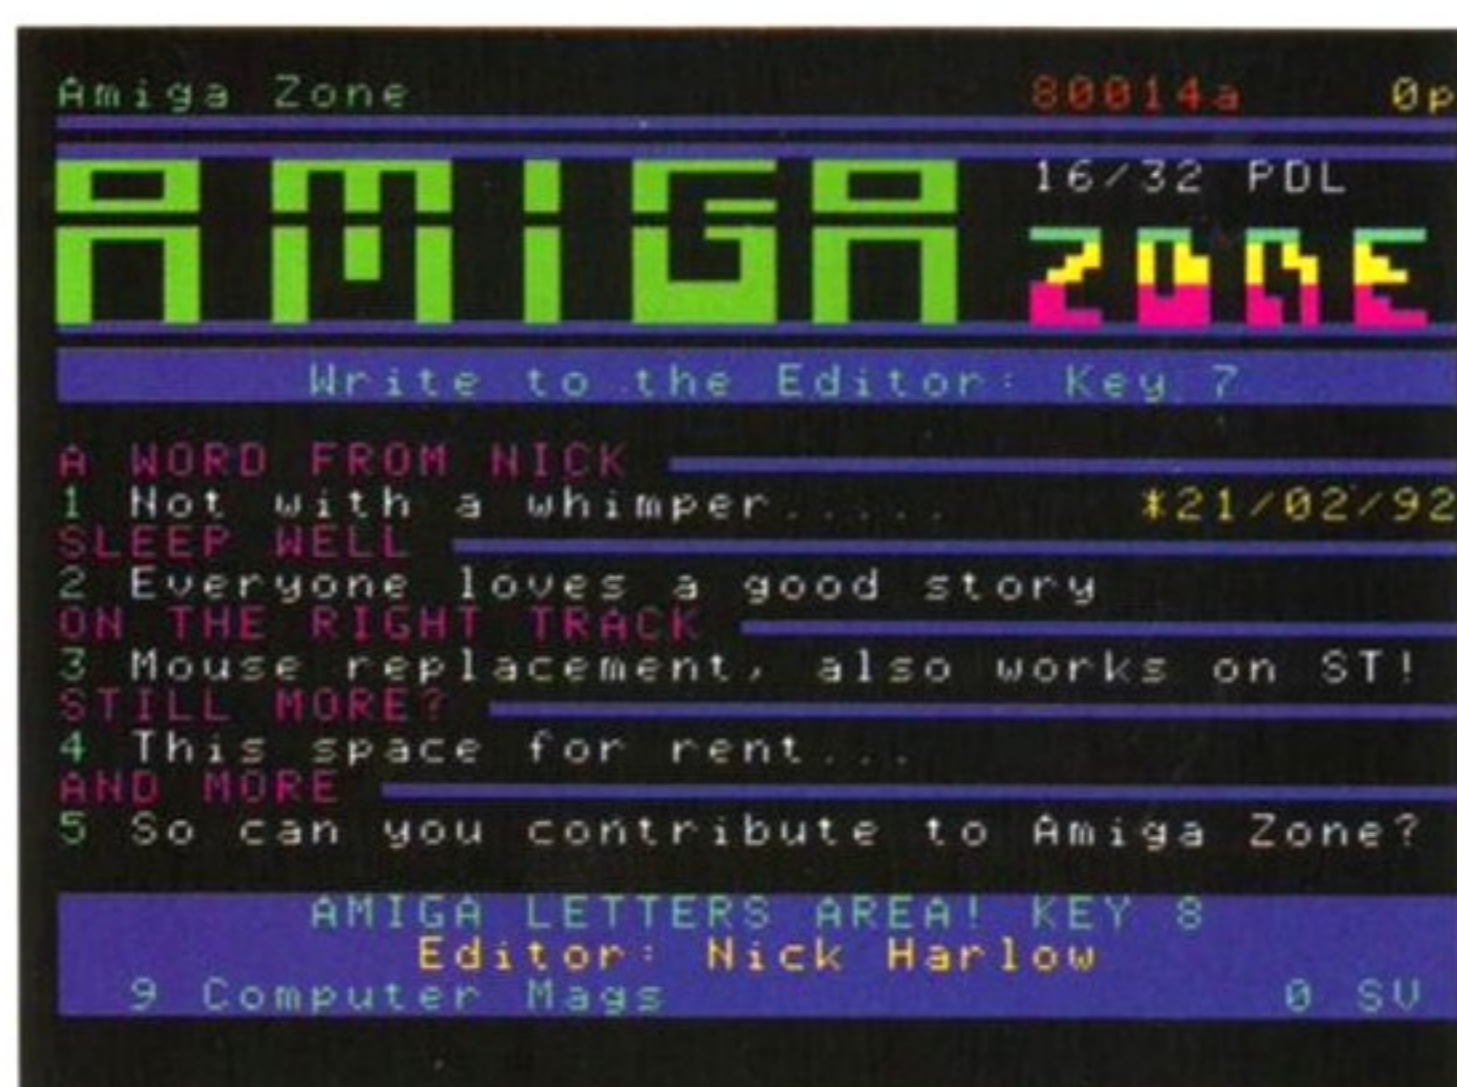 Amiga Zone 80014a 0p
AMIGA 16/32 PDL
ZONE
Write to the Editor: Key 7
A WORD FROM NICK
1 Not with a whimper..... *21/02/92
SLEEP WELL
2 Everyone loves a good story
ON THE RIGHT TRACK
3 Mouse replacement, also works on ST!
STILL MORE?
4 This space for rent...
AND MORE
5 So can you contribute to Amiga Zone?
AMIGA LETTERS AREA! KEY 8
Editor: Nick Harlow
9 Computer Mags 0 SV